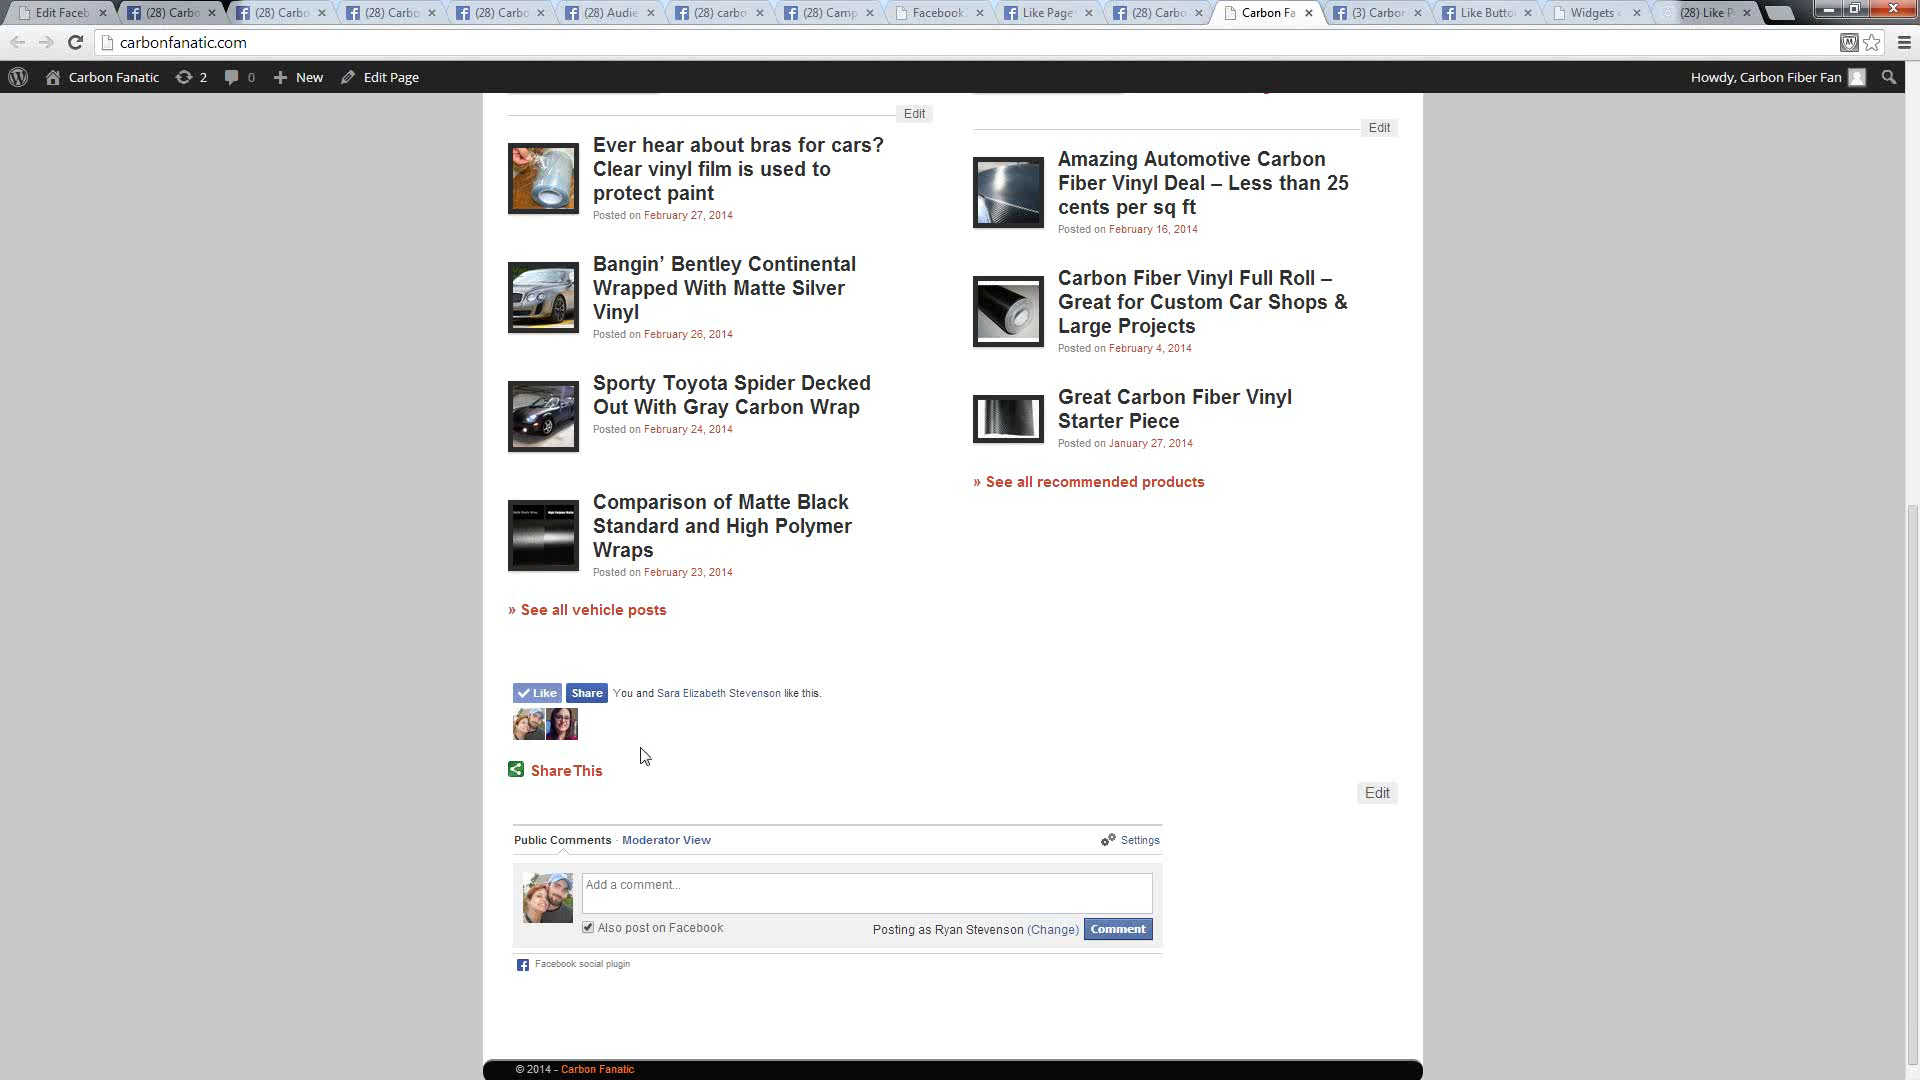 Edit Faceb
(28) Carbo
(28) Carbo
(28) Carbo
(28) Carbo
(28) Audie
(28) carbo
(28) Camp
Facebook
Like Page
(28) Carbo
Carbon Fa
(3) Carbon
Like Butto
Widgets
(28) Like P
carbonfanatic.com
Carbon Fanatic 2 0 New Edit Page Howdy, Carbon Fiber Fan
Edit
Ever hear about bras for cars?
Clear vinyl film is used to
protect paint
Posted on February 27, 2014
Bangin’ Bentley Continental
Wrapped With Matte Silver
Vinyl
Posted on February 26, 2014
Sporty Toyota Spider Decked
Out With Gray Carbon Wrap
Posted on February 24, 2014
Comparison of Matte Black
Standard and High Polymer
Wraps
Posted on February 23, 2014
» See all vehicle posts
Edit
Amazing Automotive Carbon
Fiber Vinyl Deal – Less than 25
cents per sq ft
Posted on February 16, 2014
Carbon Fiber Vinyl Full Roll –
Great for Custom Car Shops &
Large Projects
Posted on February 4, 2014
Great Carbon Fiber Vinyl
Starter Piece
Posted on January 27, 2014
» See all recommended products
Like Share You and Sara Elizabeth Stevenson like this.
ShareThis
Edit
Public Comments · Moderator View Settings
Add a comment...
Also post on Facebook Posting as Ryan Stevenson (Change) Comment
Facebook social plugin
© 2014 - Carbon Fanatic